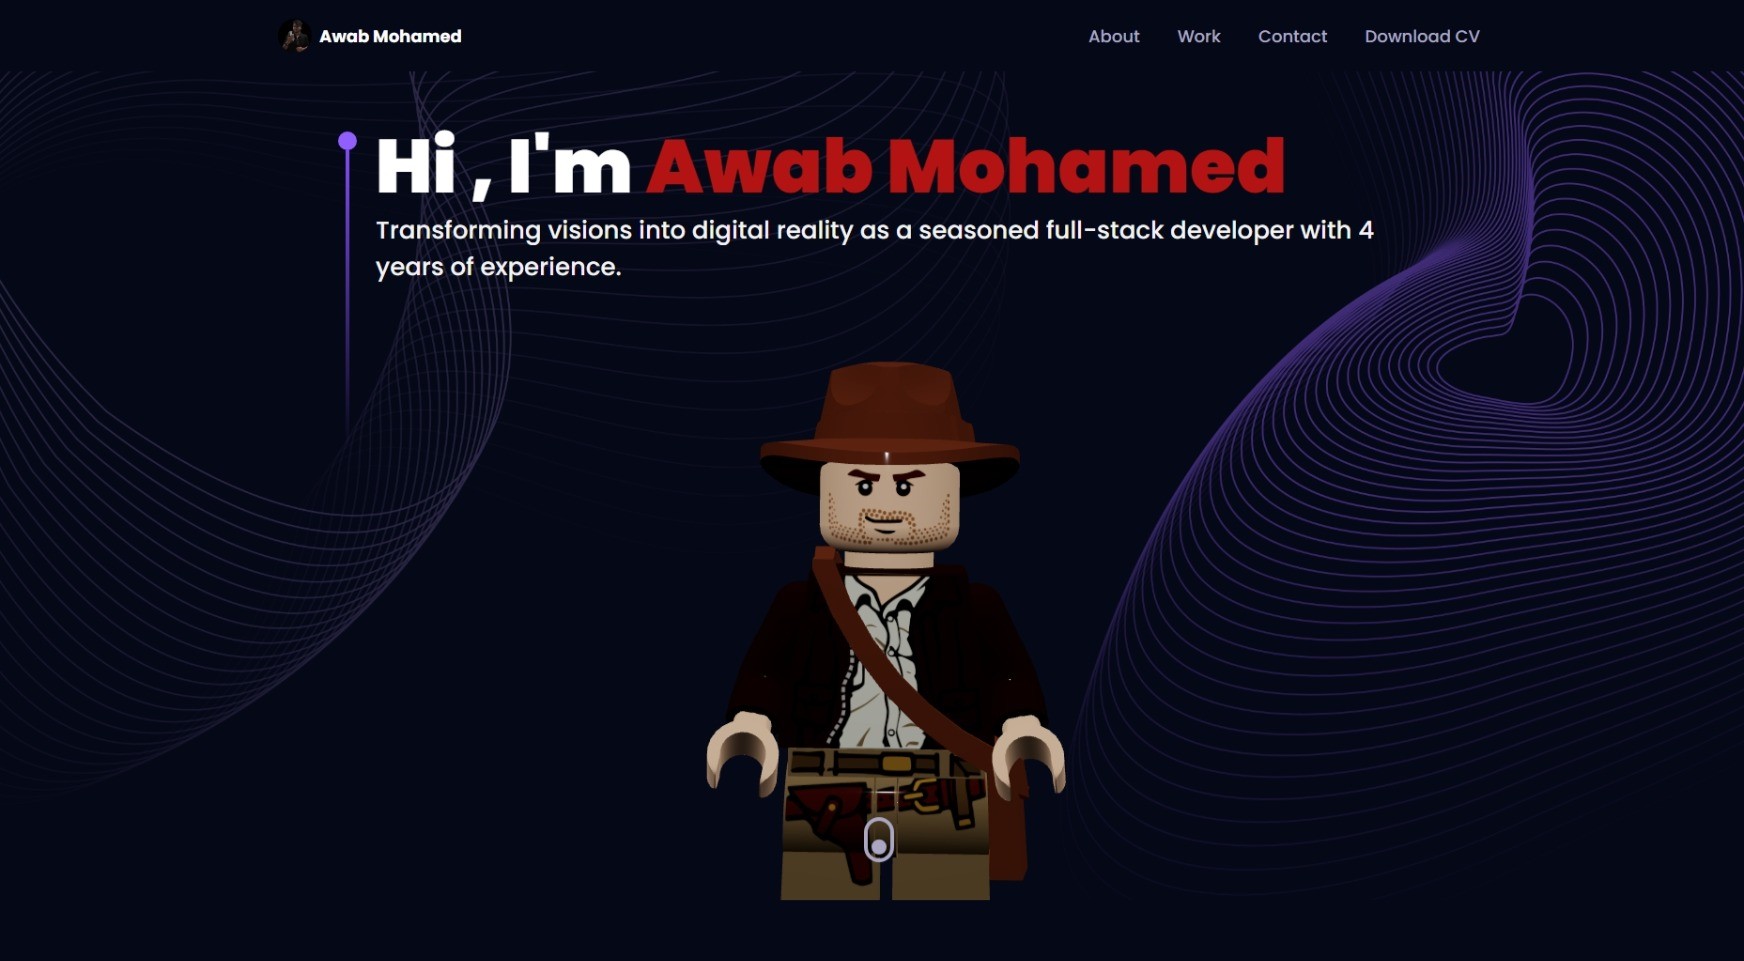 Awab Mohamed
About Work Contact Download CV
Hi , I'm Awab Mohamed
Transforming visions into digital reality as a seasoned full-stack developer with 4
years of experience.